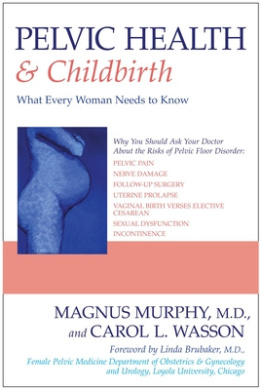 PELVIC HEALTH
& Childbirth
What Every Woman Needs to Know
Why You Should Ask Your Doctor
About the Risks of Pelvic Floor Disorder:
PELVIC PAIN
NERVE DAMAGE
FOLLOW-UP SURGERY
UTERINE PROLAPSE
VAGINAL BIRTH VERSES ELECTIVE
CESAREAN
SEXUAL DYSFUNCTION
INCONTINENCE
MAGNUS MURPHY, M.D.,
and CAROL L. WASSON
Foreword by Linda Brubaker, M.D.,
Female Pelvic Medicine Department of Obstetrics & Gynecology
and Urology, Loyola University, Chicago